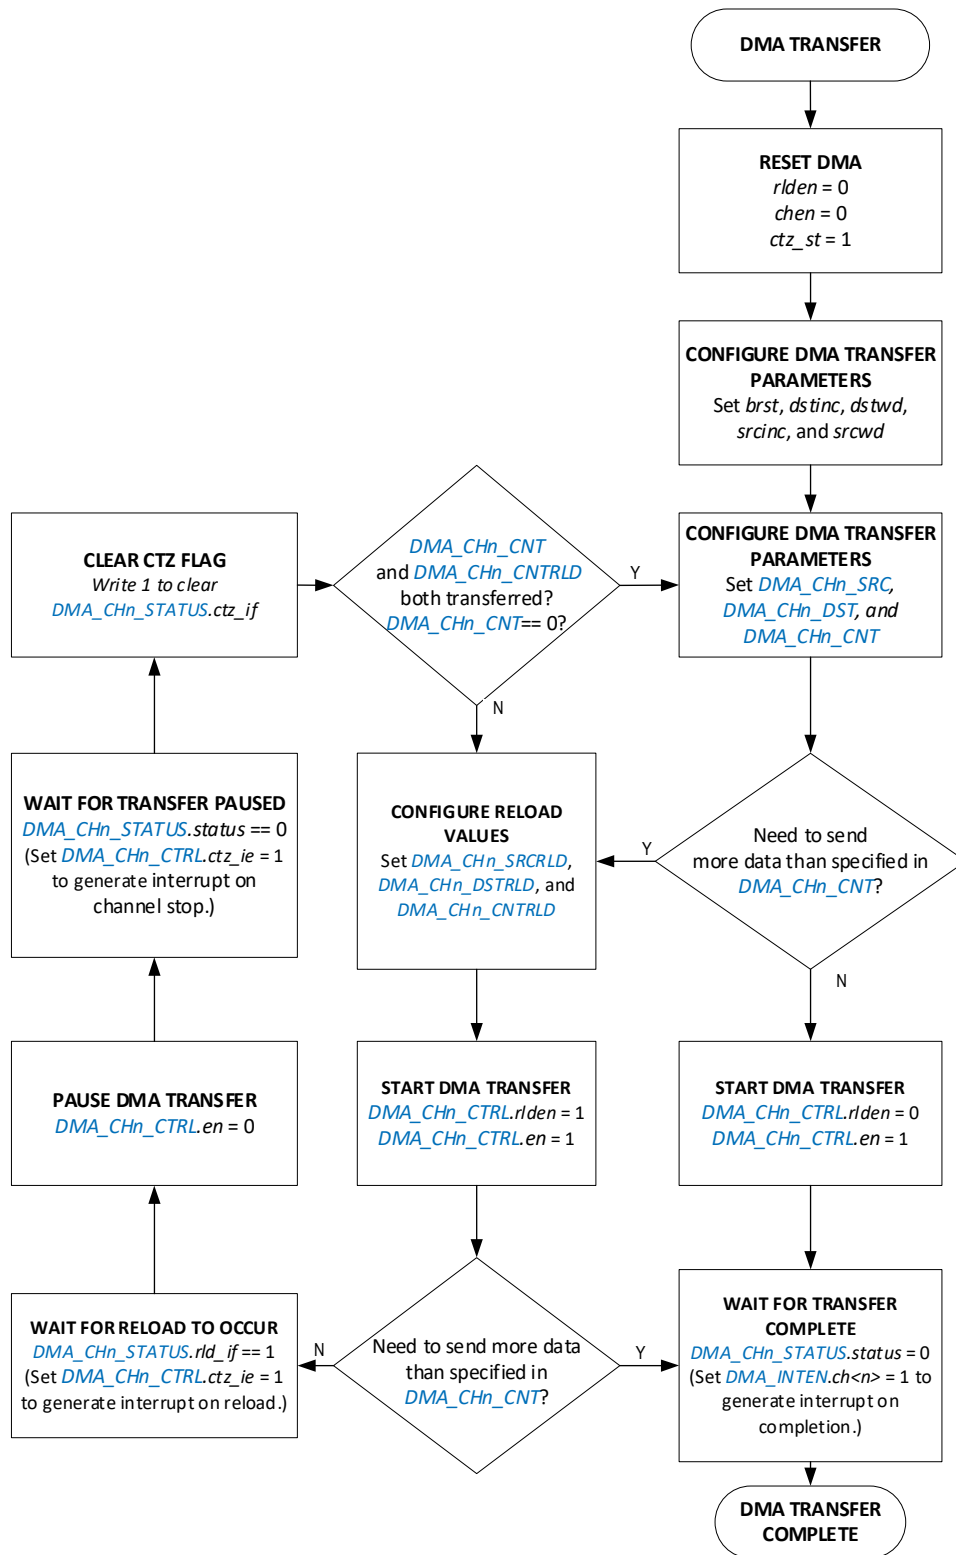 DMA TRANSFER
RESET DMA
rlden = 0
chen = 0
ctz_st = 1
CONFIGURE DMA TRANSFER
PARAMETERS
Set brst, dstinc, dstwd,
srcinc, and srcwd
CONFIGURE DMA TRANSFER
PARAMETERS
Set DMA_CHn_SRC,
DMA_CHn_DST, and
DMA_CHn_CNT
DMA_CHn_CNT
and DMA_CHn_CNTRLD
both transferred?
DMA_CHn_CNT== 0?
Y
N
CLEAR CTZ FLAG
Write 1 to clear
DMA_CHn_STATUS.ctz_if
WAIT FOR TRANSFER PAUSED
DMA_CHn_STATUS.status == 0
(Set DMA_CHn_CTRL.ctz_ie = 1
to generate interrupt on
channel stop.)
CONFIGURE RELOAD
VALUES
Set DMA_CHn_SRCRLD,
DMA_CHn_DSTRLD, and
DMA_CHn_CNTRLD
Y
Need to send
more data than specified in
DMA_CHn_CNT?
N
PAUSE DMA TRANSFER
DMA_CHn_CTRL.en = 0
START DMA TRANSFER
DMA_CHn_CTRL.rlden = 1
DMA_CHn_CTRL.en = 1
START DMA TRANSFER
DMA_CHn_CTRL.rlden = 0
DMA_CHn_CTRL.en = 1
WAIT FOR RELOAD TO OCCUR
DMA_CHn_STATUS.rld_if == 1
(Set DMA_CHn_CTRL.ctz_ie = 1
to generate interrupt on reload.)
N
Need to send more data
than specified in
DMA_CHn_CNT?
Y
WAIT FOR TRANSFER
COMPLETE
DMA_CHn_STATUS.status = 0
(Set DMA_INTEN.ch<n> = 1 to
generate interrupt on
completion.)
DMA TRANSFER
COMPLETE